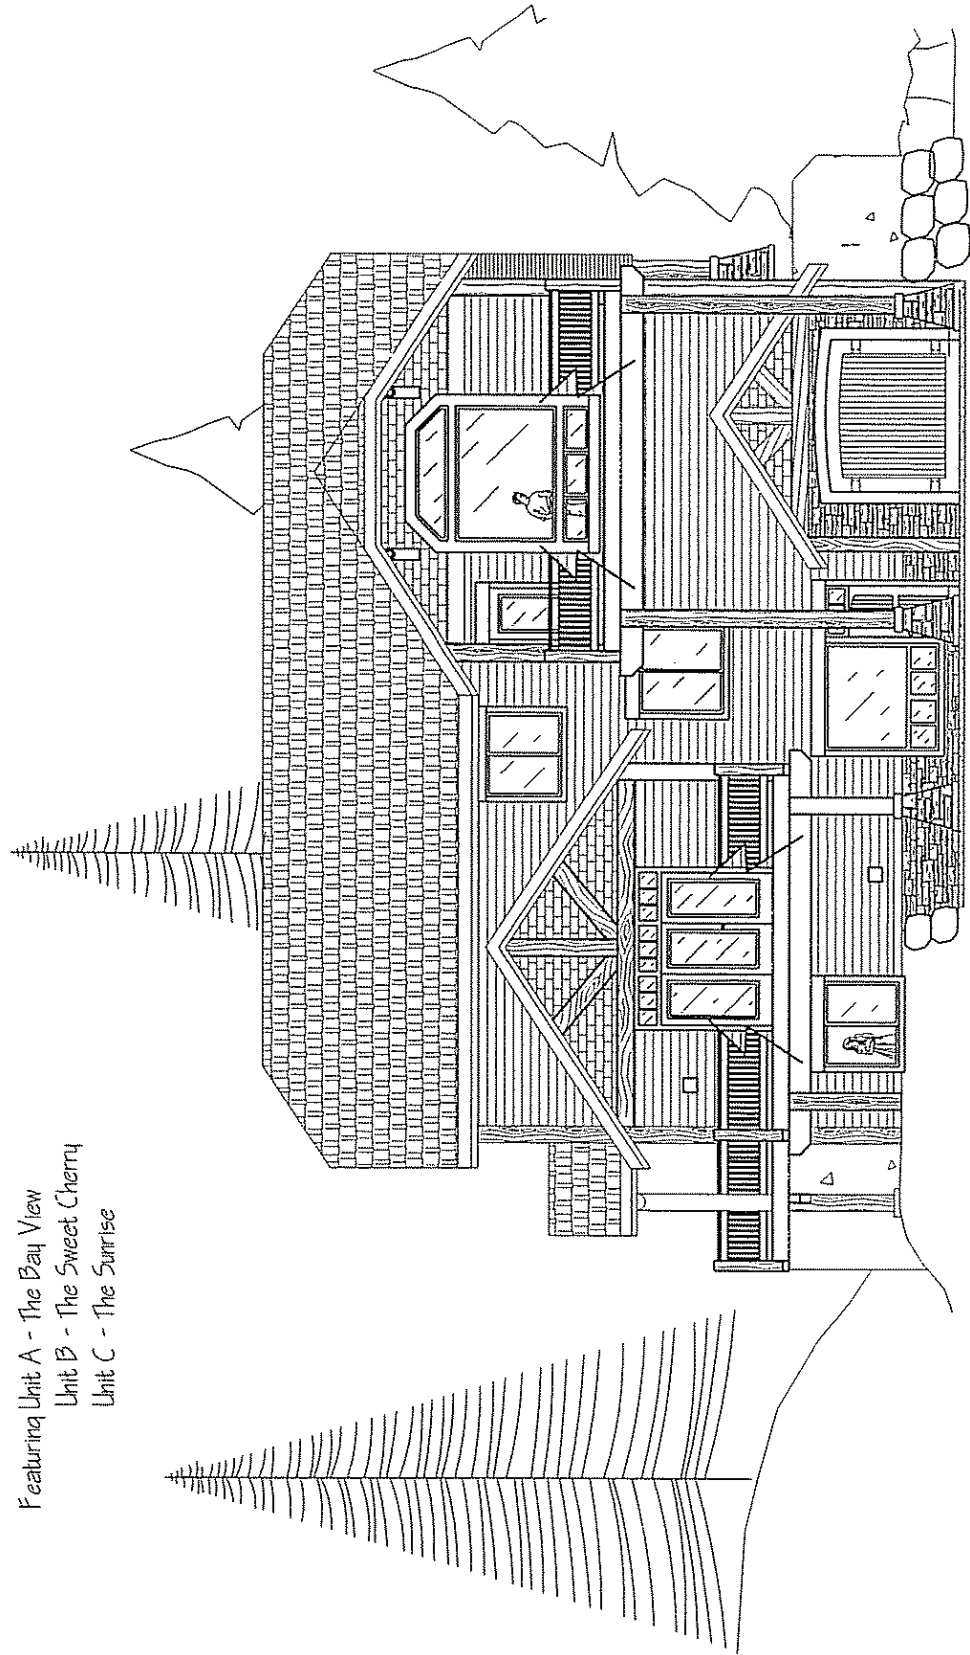 Featuring Unit A - The Bay View
Unit B - The Sweet Cherry
Unit C - The Sunrise